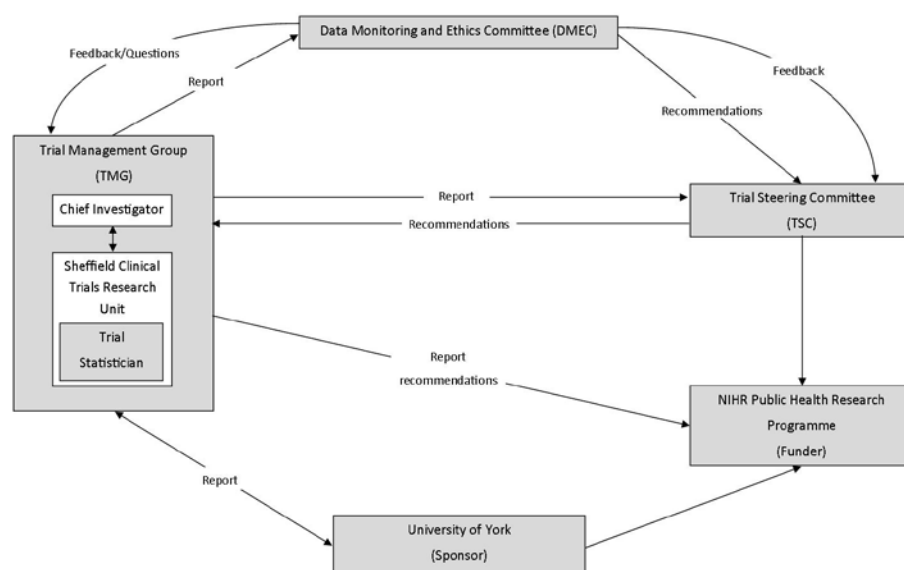 Data Monitoring and Ethics Committee (DMEC)
Feedback/Questions
Report
Feedback
Recommendations
Trial Management Group
(TMG)
Chief Investigator
Sheffield Clinical
Trials Research
Unit
Trial
Statistician
Report
Recommendations
Trial Steering Committee
(TSC)
Report
recommendations
NIHR Public Health Research
Programme
(Funder)
Report
University of York
(Sponsor)